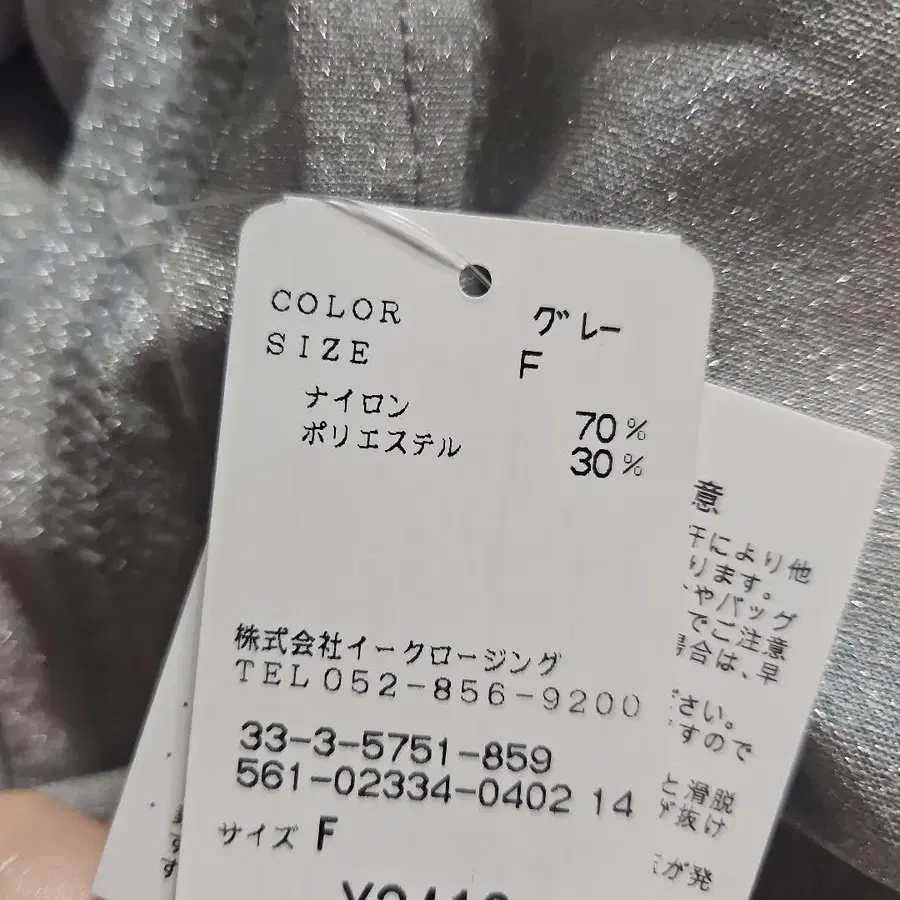 COLOR グレー
SIZE F
ナイロン 70%
ポリエステル 30%
株式会社イークロージング
TEL052-856-9200
33-3-5751-859
561-02334-0402 14
サイズ F
意
汗により他
ります。
やバッグ
でご注意
場合は、早
ださい。
すので
と滑脱
抜け
が発